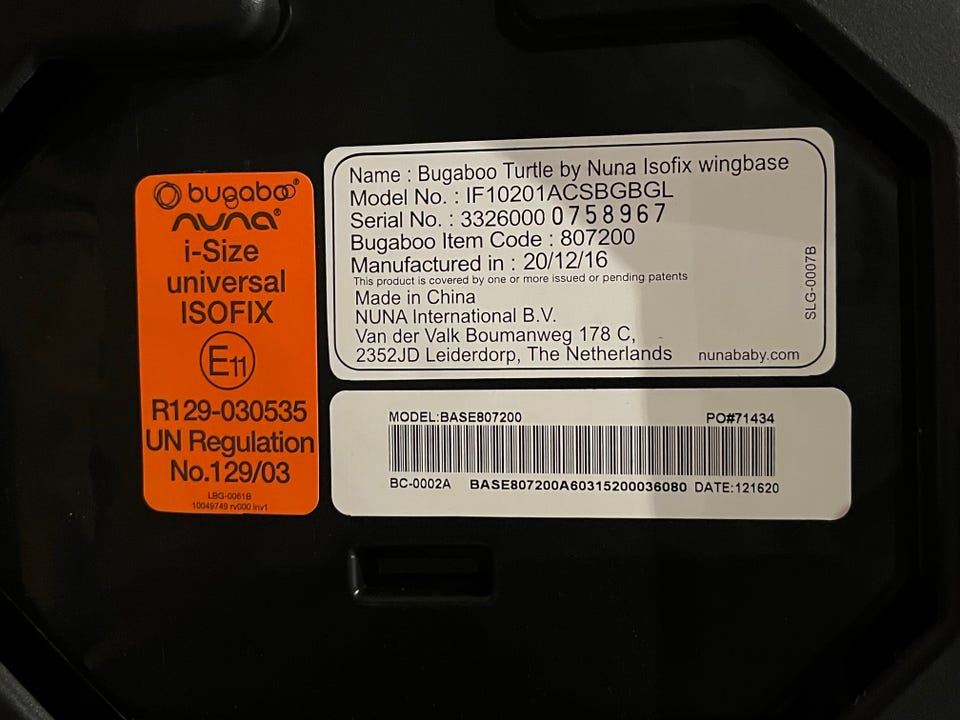 bugaboo®
nuna®
i-Size
universal
ISOFIX
E11
R129-030535
UN Regulation
No.129/03
LBG-0061B
10049749 rv000 Inv1
Name : Bugaboo Turtle by Nuna Isofix wingbase
Model No. : IF10201ACSBGBGL
Serial No. : 3326000 0758967
Bugaboo Item Code : 807200
Manufactured in : 20/12/16
This product is covered by one or more issued or pending patents
Made in China
NUNA International B.V.
Van der Valk Boumanweg 178 C,
2352JD Leiderdorp, The Netherlands nunababy.com
SLG-0007B
MODEL:BASE807200 PO#71434
BC-0002A BASE807200A60315200036080 DATE:121620